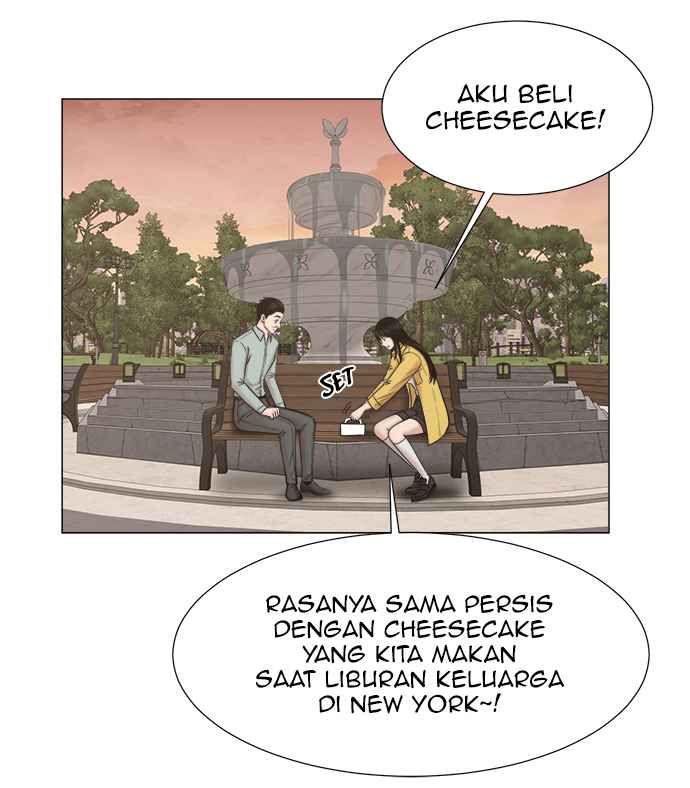 AKU BELI
CHEESECAKE!
SET
RASANYA SAMA PERSIS
DENGAN CHEESECAKE
YANG KITA MAKAN
SAAT LIBURAN KELUARGA
DI NEW YORK~!